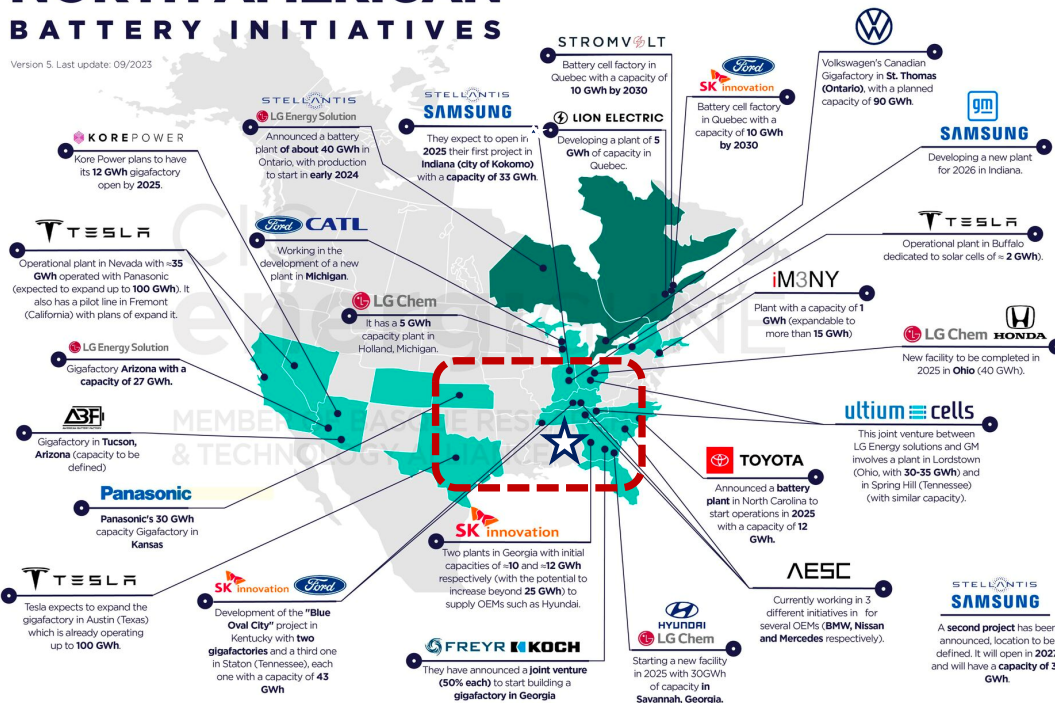 NORTH AMERICAN
BATTERY INITIATIVES
Version 5. Last update: 09/2023
KOREPOWER
Kore Power plans to have
its 12 GWh gigafactory
open by 2025.
STELLANTIS
LG Energy Solution
Announced a battery
plant of about 40 GWh in
Ontario, with production
to start in early 2024
STELLANTIS
SAMSUNG
They expect to open in
2025 their first project in
Indiana (city of Kokomo)
with a capacity of 33 GWh.
STROMVOLT
Battery cell factory in
Quebec with a capacity of
10 GWh by 2030
LION ELECTRIC
Developing a plant of 5
GWh of capacity in
Quebec.
Ford
SK innovation
Battery cell factory
in Quebec with a
capacity of 10 GWh
by 2030
Volkswagen's Canadian
Gigafactory in St. Thomas
(Ontario), with a planned
capacity of 90 GWh.
gm
SAMSUNG
Developing a new plant
for 2026 in Indiana.
TESLA
Operational plant in Nevada with ≈35
GWh operated with Panasonic
(expected to expand up to 100 GWh). It
also has a pilot line in Fremont
(California) with plans of expand it.
Ford CATL
Working in the
development of a new
plant in Michigan.
TESLA
Operational plant in Buffalo
dedicated to solar cells of ≈ 2 GWh).
LG Chem
It has a 5 GWh
capacity plant in
Holland, Michigan.
iM3NY
Plant with a capacity of 1
GWh (expandable to
more than 15 GWh)
LG Chem HONDA
New facility to be completed in
2025 in Ohio (40 GWh).
LG Energy Solution
Gigafactory Arizona with a
capacity of 27 GWh.
CIC
energiGUNE
MEMBER OF BASQUE RESEARCH
& TECHNOLOGY ALLIANCE
ABF
Gigafactory in Tucson,
Arizona (capacity to be
defined)
ultium cells
This joint venture between
LG Energy solutions and GM
involves a plant in Lordstown
(Ohio, with 30-35 GWh) and
in Spring Hill (Tennessee)
(with similar capacity).
Panasonic
Panasonic's 30 GWh
capacity Gigafactory in
Kansas
TOYOTA
Announced a battery
plant in North Carolina to
start operations in 2025
with a capacity of 12
GWh.
SK innovation
Two plants in Georgia with initial
capacities of ≈10 and ≈12 GWh
respectively (with the potential to
increase beyond 25 GWh) to
supply OEMs such as Hyundai.
TESLA
Tesla expects to expand the
gigafactory in Austin (Texas)
which is already operating
up to 100 GWh.
SK innovation Ford
Development of the "Blue
Oval City" project in
Kentucky with two
gigafactories and a third one
in Staton (Tennessee), each
one with a capacity of 43
GWh
FREYR KOCH
They have announced a joint venture
(50% each) to start building a
gigafactory in Georgia
HYUNDAI
LG Chem
Starting a new facility
in 2025 with 30GWh
of capacity in
Savannah, Georgia.
AESC
Currently working in 3
different initiatives in for
several OEMs (BMW, Nissan
and Mercedes respectively).
STELLANTIS
SAMSUNG
A second project has been
announced, location to be
defined. It will open in 2027
and will have a capacity of 3
GWh.